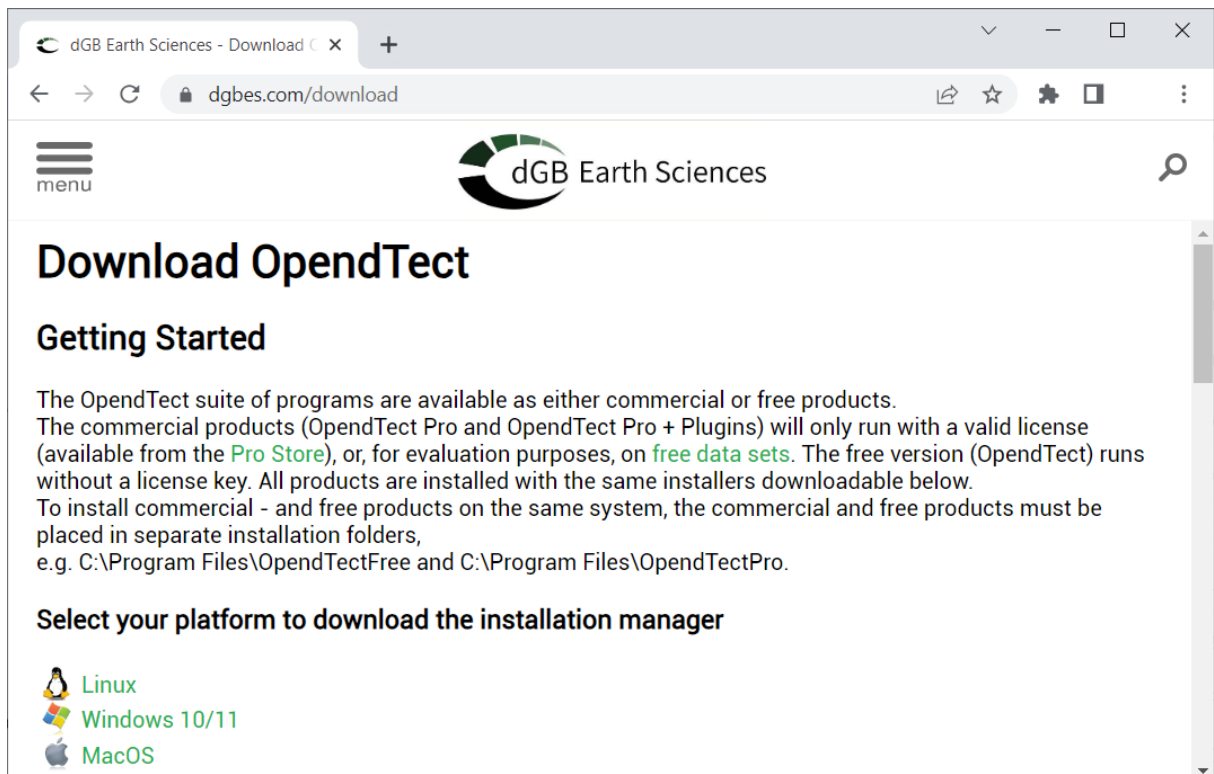 dGB Earth Sciences - Download
dgbes.com/download
menu
dGB Earth Sciences
Download OpendTect
Getting Started
The OpendTect suite of programs are available as either commercial or free products.
The commercial products (OpendTect Pro and OpendTect Pro + Plugins) will only run with a valid license
(available from the Pro Store), or, for evaluation purposes, on free data sets. The free version (OpendTect) runs
without a license key. All products are installed with the same installers downloadable below.
To install commercial - and free products on the same system, the commercial and free products must be
placed in separate installation folders,
e.g. C:\Program Files\OpendTectFree and C:\Program Files\OpendTectPro.
Select your platform to download the installation manager
Linux
Windows 10/11
MacOS